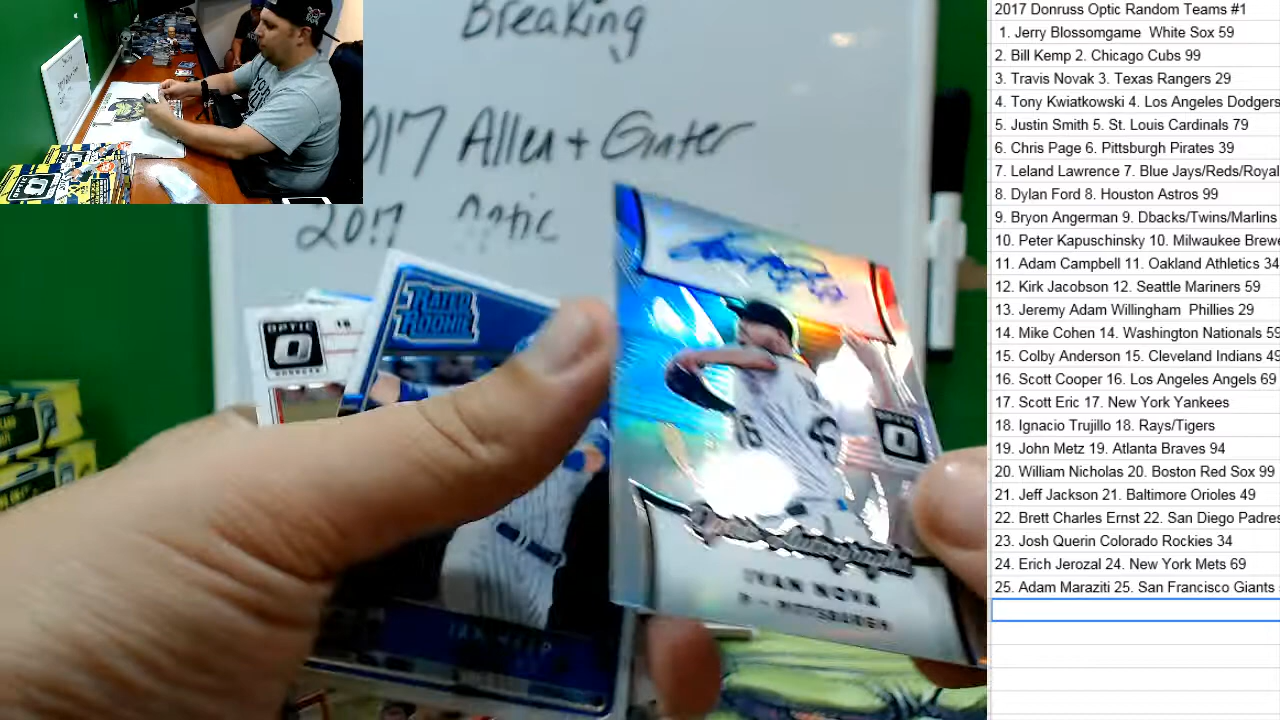 Breaking
2017 Allen + Ginter
2017 Optic
RATED
ROOKIE
OPTIC
DONRUSS
16
IVAN NOVA
P - PITTSBURGH
2017 Donruss Optic Random Teams #1
1. Jerry Blossomgame White Sox 59
2. Bill Kemp 2. Chicago Cubs 99
3. Travis Novak 3. Texas Rangers 29
4. Tony Kwiatkowski 4. Los Angeles Dodgers
5. Justin Smith 5. St. Louis Cardinals 79
6. Chris Page 6. Pittsburgh Pirates 39
7. Leland Lawrence 7. Blue Jays/Reds/Royal
8. Dylan Ford 8. Houston Astros 99
9. Bryon Angerman 9. Dbacks/Twins/Marlins
10. Peter Kapuschinsky 10. Milwaukee Brewe
11. Adam Campbell 11. Oakland Athletics 34
12. Kirk Jacobson 12. Seattle Mariners 59
13. Jeremy Adam Willingham Phillies 29
14. Mike Cohen 14. Washington Nationals 55
15. Colby Anderson 15. Cleveland Indians 49
16. Scott Cooper 16. Los Angeles Angels 69
17. Scott Eric 17. New York Yankees
18. Ignacio Trujillo 18. Rays/Tigers
19. John Metz 19. Atlanta Braves 94
20. William Nicholas 20. Boston Red Sox 99
21. Jeff Jackson 21. Baltimore Orioles 49
22. Brett Charles Ernst 22. San Diego Padres
23. Josh Querin Colorado Rockies 34
24. Erich Jerozal 24. New York Mets 69
25. Adam Maraziti 25. San Francisco Giants